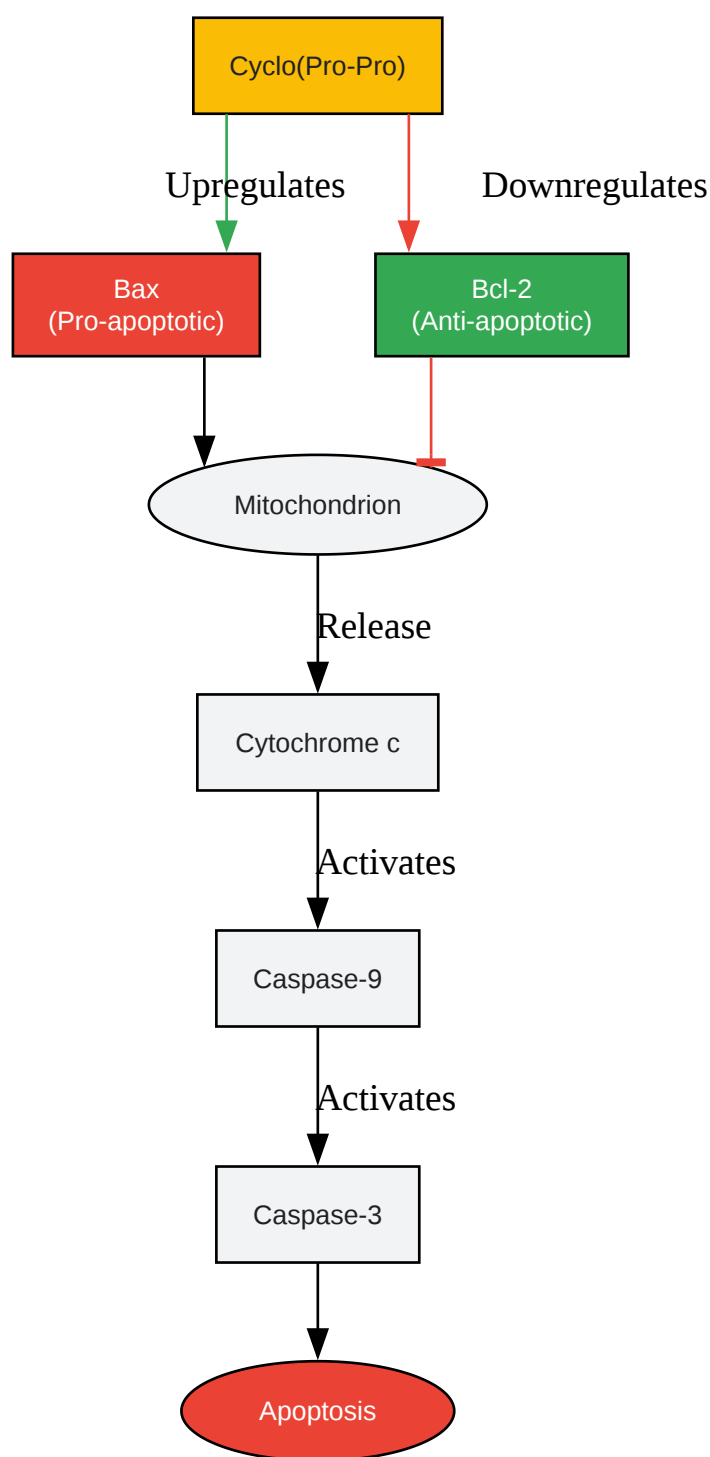 Cyclo(Pro-Pro)
Upregulates
Downregulates
Bax
(Pro-apoptotic)
Bcl-2
(Anti-apoptotic)
Mitochondrion
Release
Cytochrome c
Activates
Caspase-9
Activates
Caspase-3
Apoptosis